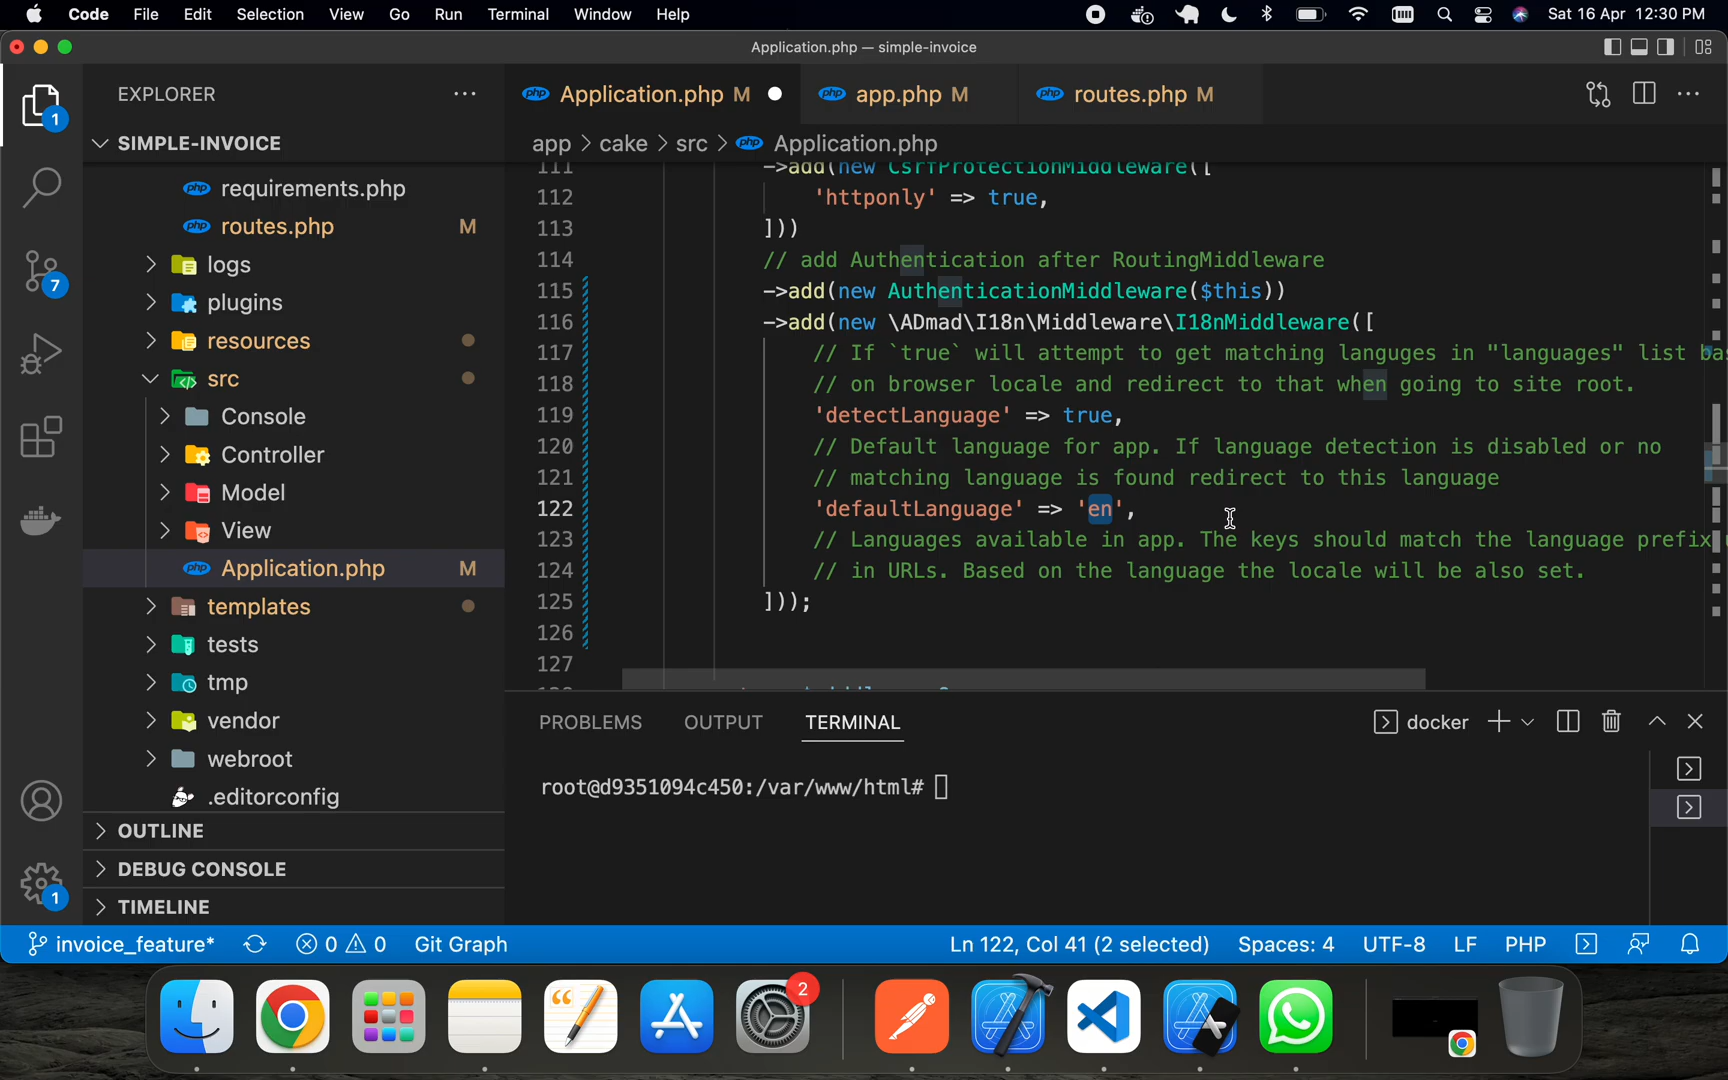 Code File Edit Selection View Go Run Terminal Window Help Sat 16 Apr 12:30 PM
Application.php — simple-invoice
EXPLORER
Application.php M app.php M routes.php M
SIMPLE-INVOICE
app > cake > src > Application.php
requirements.php
routes.php M
logs
plugins
resources
src
Console
Controller
Model
View
Application.php M
templates
tests
tmp
vendor
webroot
.editorconfig
OUTLINE
DEBUG CONSOLE
TIMELINE
1
7
1
111 ->add(new CsrfProtectionMiddleware([
112 'httponly' => true,
113 ]))
114 // add Authentication after RoutingMiddleware
115 ->add(new AuthenticationMiddleware($this))
116 ->add(new \ADmad\I18n\Middleware\I18nMiddleware([
117 // If `true` will attempt to get matching languges in "languages" list bas
118 // on browser locale and redirect to that when going to site root.
119 'detectLanguage' => true,
120 // Default language for app. If language detection is disabled or no
121 // matching language is found redirect to this language
122 'defaultLanguage' => 'en',
123 // Languages available in app. The keys should match the language prefix
124 // in URLs. Based on the language the locale will be also set.
125 ]));
126
127
PROBLEMS OUTPUT TERMINAL docker
root@d9351094c450:/var/www/html#
invoice_feature* 0 0 Git Graph Ln 122, Col 41 (2 selected) Spaces: 4 UTF-8 LF PHP
2